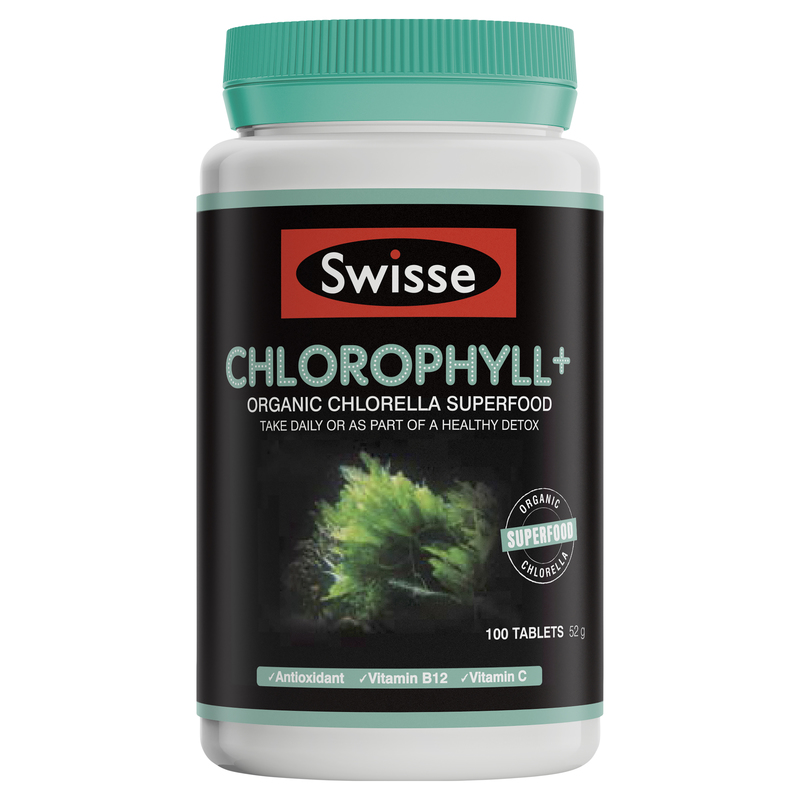 Swisse
CHLOROPHYLL+
ORGANIC CHLORELLA SUPERFOOD
TAKE DAILY OR AS PART OF A HEALTHY DETOX
ORGANIC
SUPERFOOD
CHLORELLA
100 TABLETS 52 g
✓Antioxidant ✓Vitamin B12 ✓Vitamin C